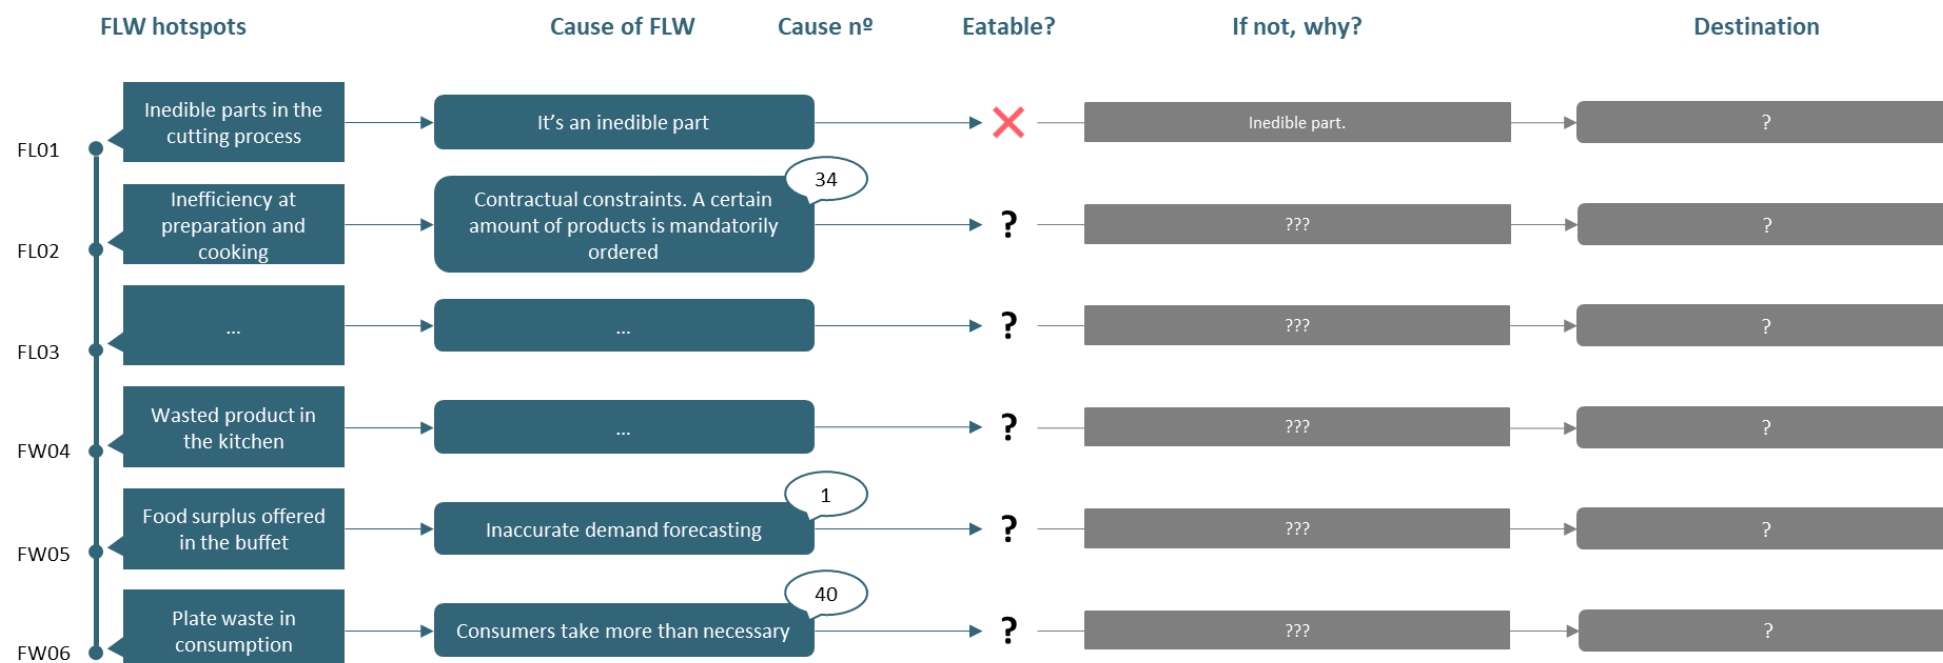 FLW hotspots
Cause of FLW
Cause nº
Eatable?
If not, why?
Destination
FL01
Inedible parts in the
cutting process
It’s an inedible part
Inedible part.
?
FL02
Inefficiency at
preparation and
cooking
Contractual constraints. A certain
amount of products is mandatorily
ordered
34
?
???
?
FL03
...
...
?
???
?
FW04
Wasted product in
the kitchen
...
?
???
?
FW05
Food surplus offered
in the buffet
Inaccurate demand forecasting
1
?
???
?
FW06
Plate waste in
consumption
Consumers take more than necessary
40
?
???
?